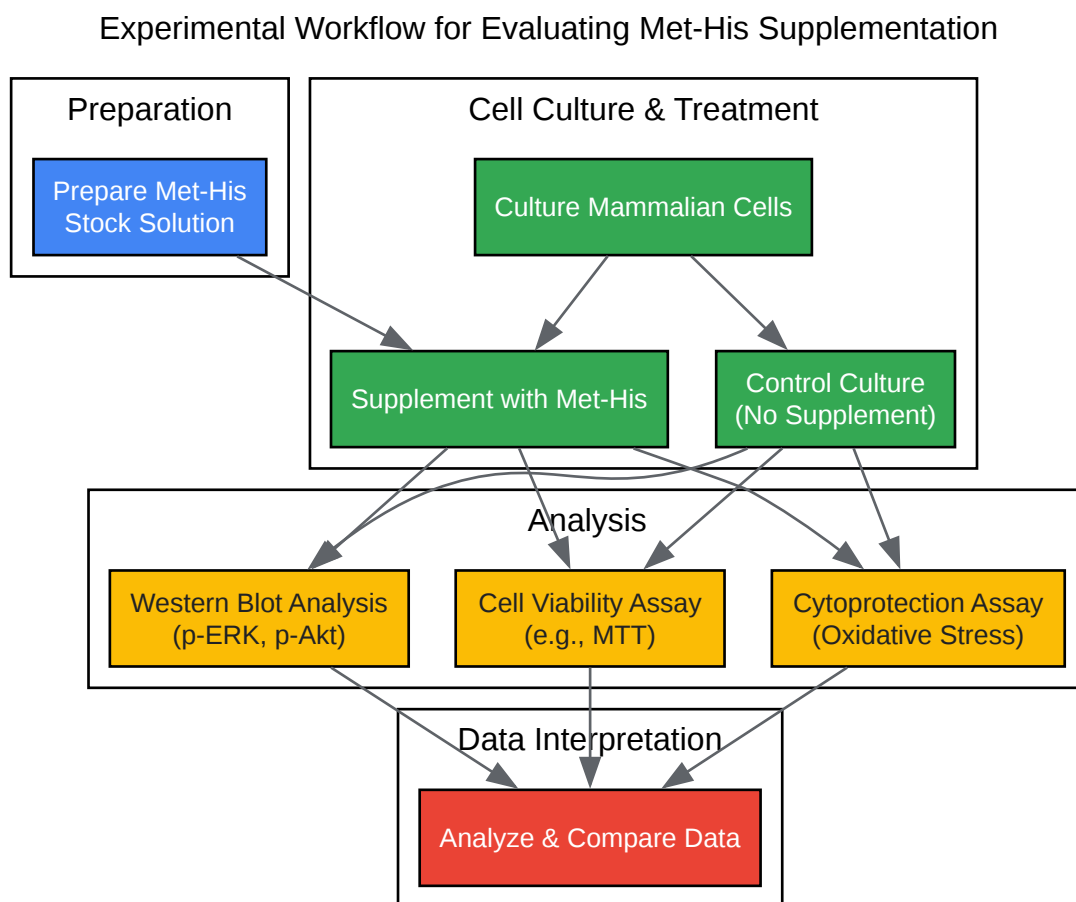 Experimental Workflow for Evaluating Met-His Supplementation
Preparation
Prepare Met-His
Stock Solution
Cell Culture & Treatment
Culture Mammalian Cells
Supplement with Met-His
Control Culture
(No Supplement)
Analysis
Western Blot Analysis
(p-ERK, p-Akt)
Cell Viability Assay
(e.g., MTT)
Cytoprotection Assay
(Oxidative Stress)
Data Interpretation
Analyze & Compare Data